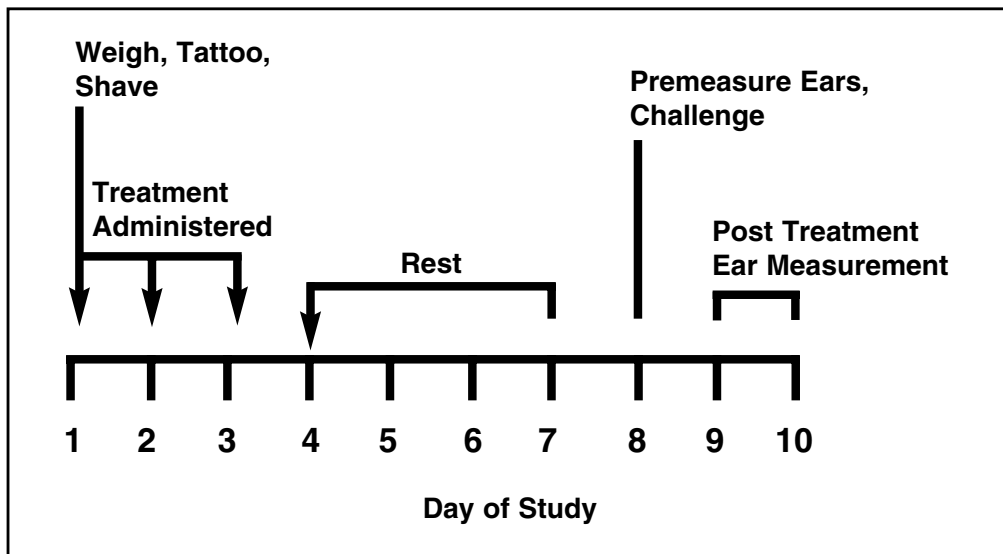 Weigh, Tattoo,
Shave
Premeasure Ears,
Challenge
Treatment
Administered
Post Treatment
Ear Measurement
Rest
1 2 3 4 5 6 7 8 9 10
Day of Study